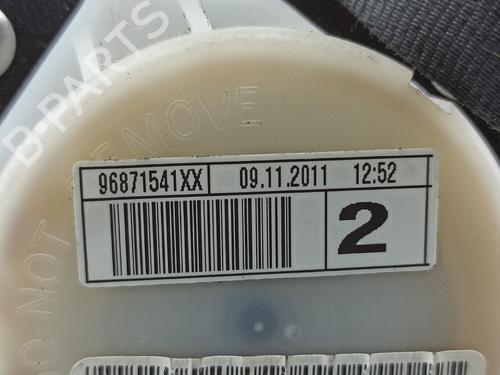 B-PARTS
DO NOT REMOVE
96871541XX 09.11.2011 12:52
2